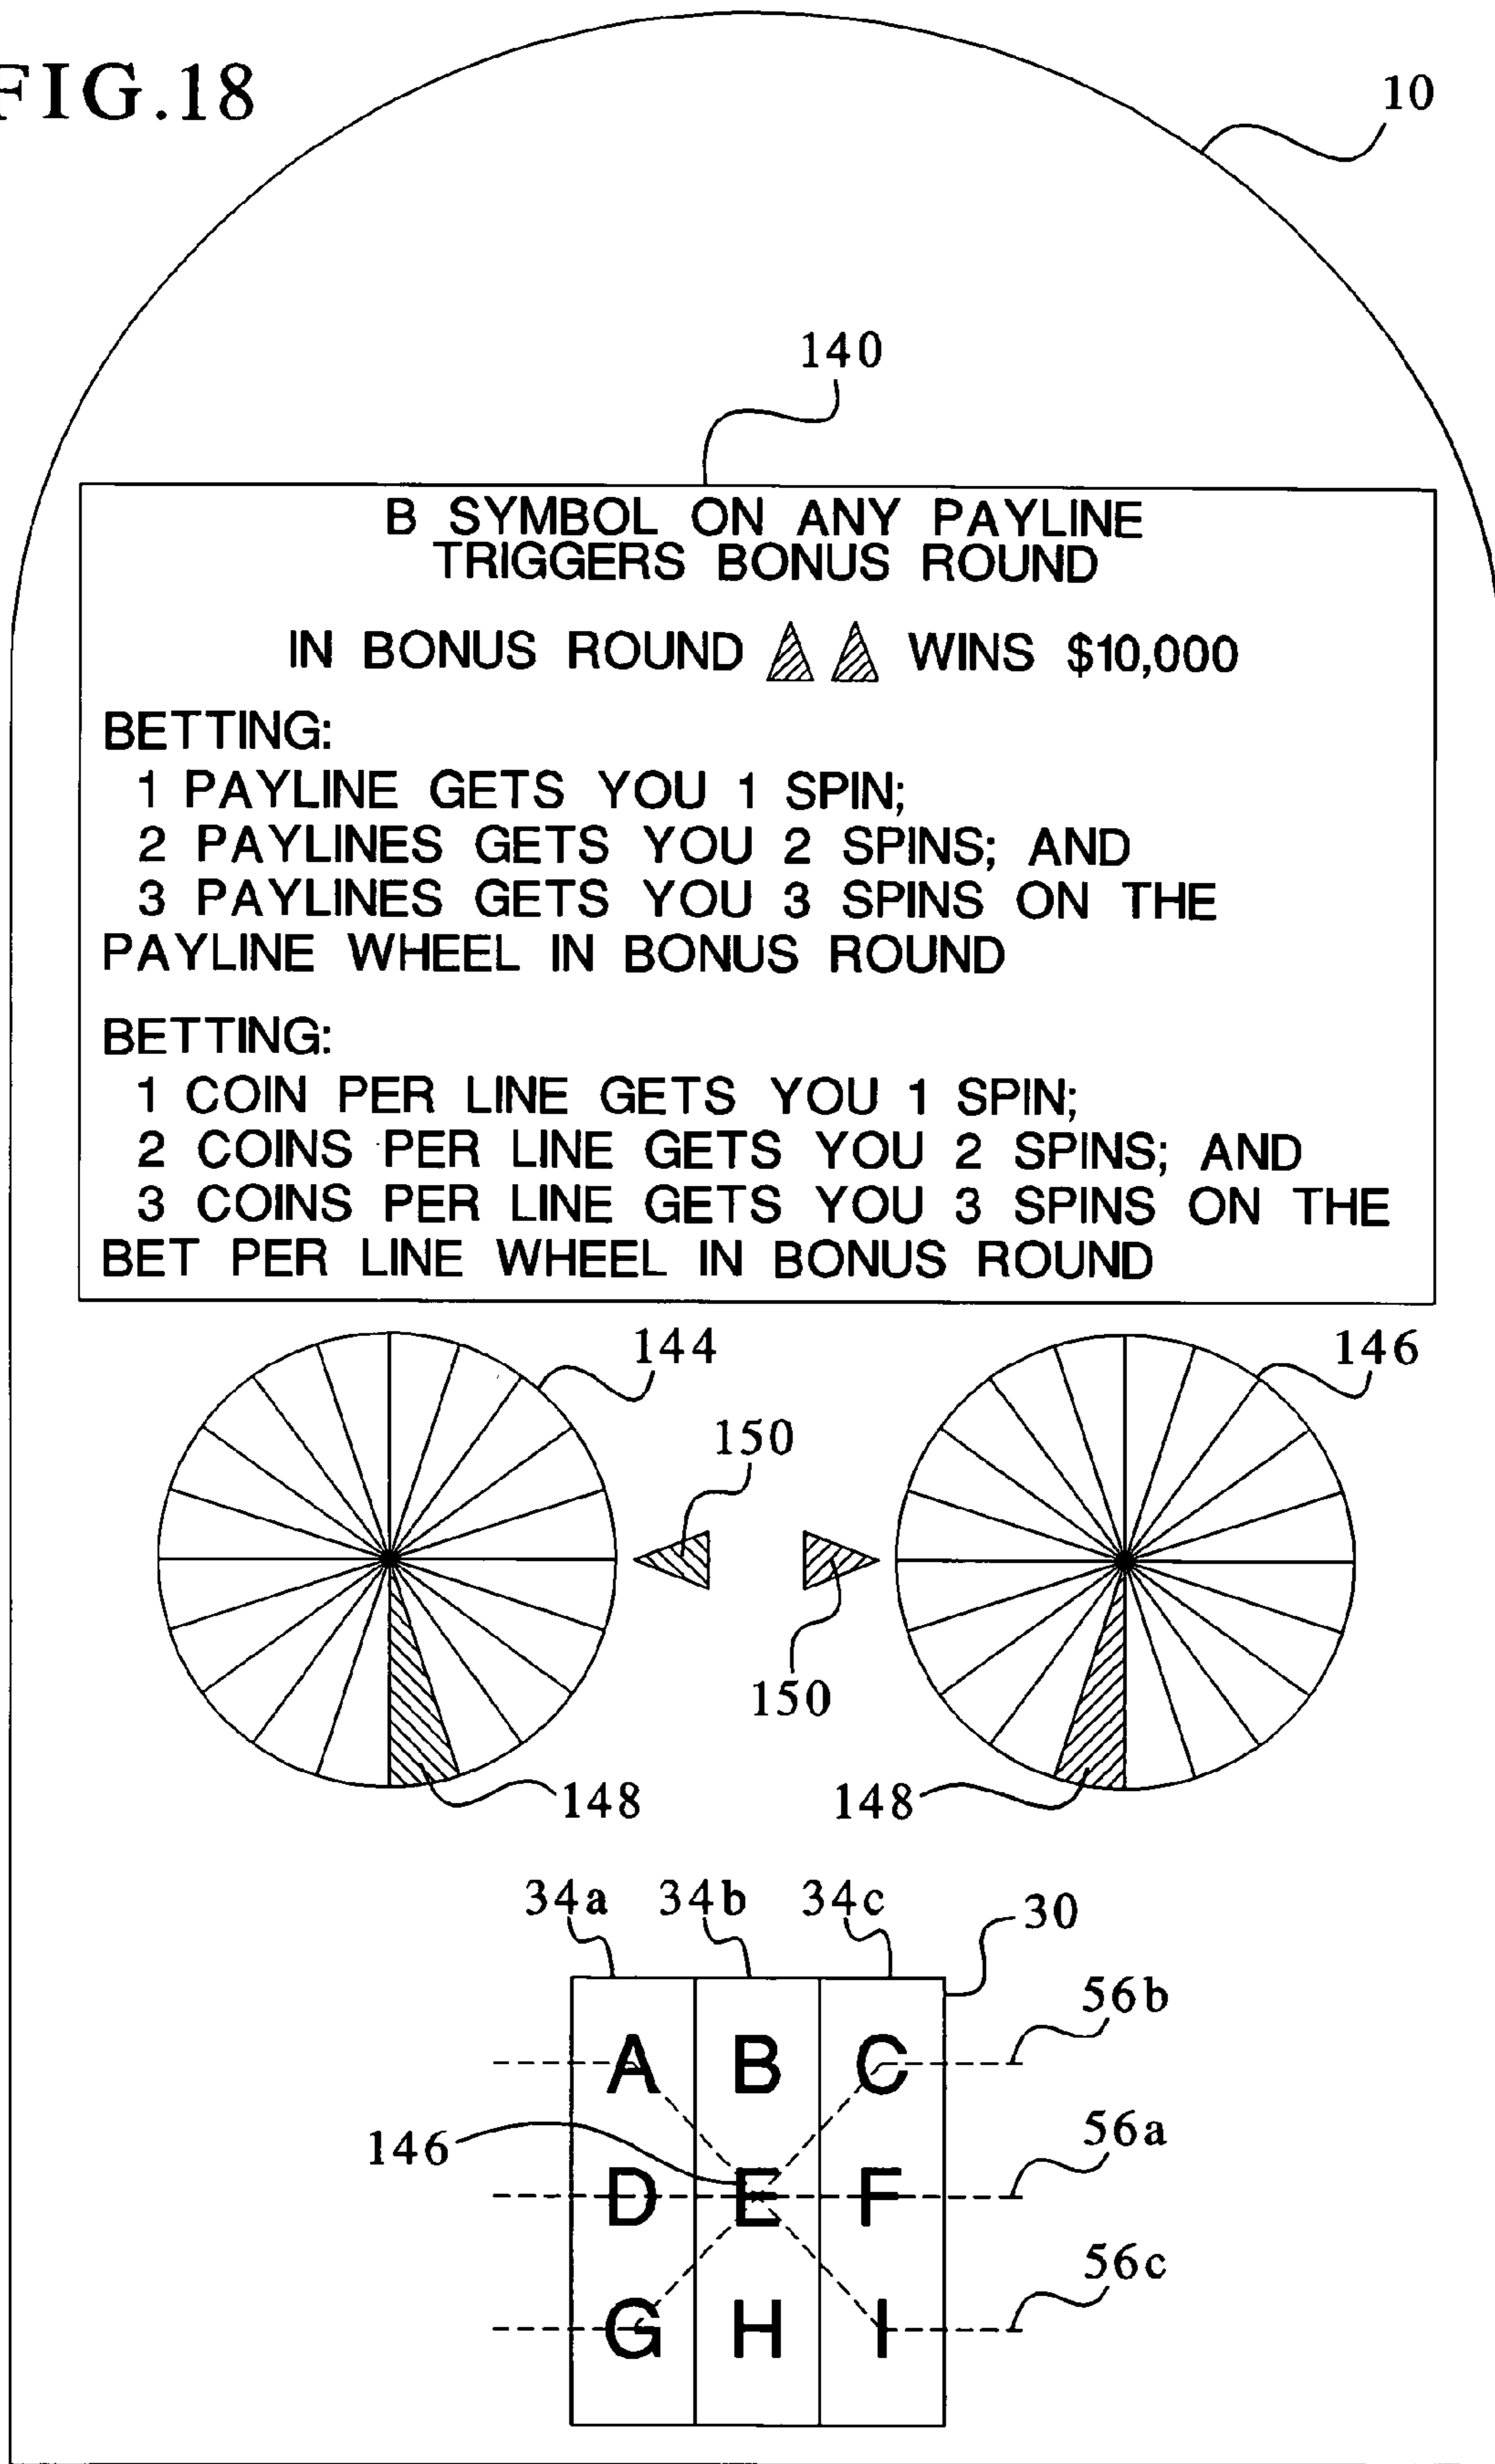 FIG.18
10
140
B SYMBOL ON ANY PAYLINE
TRIGGERS BONUS ROUND
IN BONUS ROUND WINS $10,000
BETTING:
1 PAYLINE GETS YOU 1 SPIN;
2 PAYLINES GETS YOU 2 SPINS; AND
3 PAYLINES GETS YOU 3 SPINS ON THE
PAYLINE WHEEL IN BONUS ROUND
BETTING:
1 COIN PER LINE GETS YOU 1 SPIN;
2 COINS PER LINE GETS YOU 2 SPINS; AND
3 COINS PER LINE GETS YOU 3 SPINS ON THE
BET PER LINE WHEEL IN BONUS ROUND
144
146
150
150
148
148
34a 34b 34c 30
56b
A B C
56a
146
D E F
56c
G H I